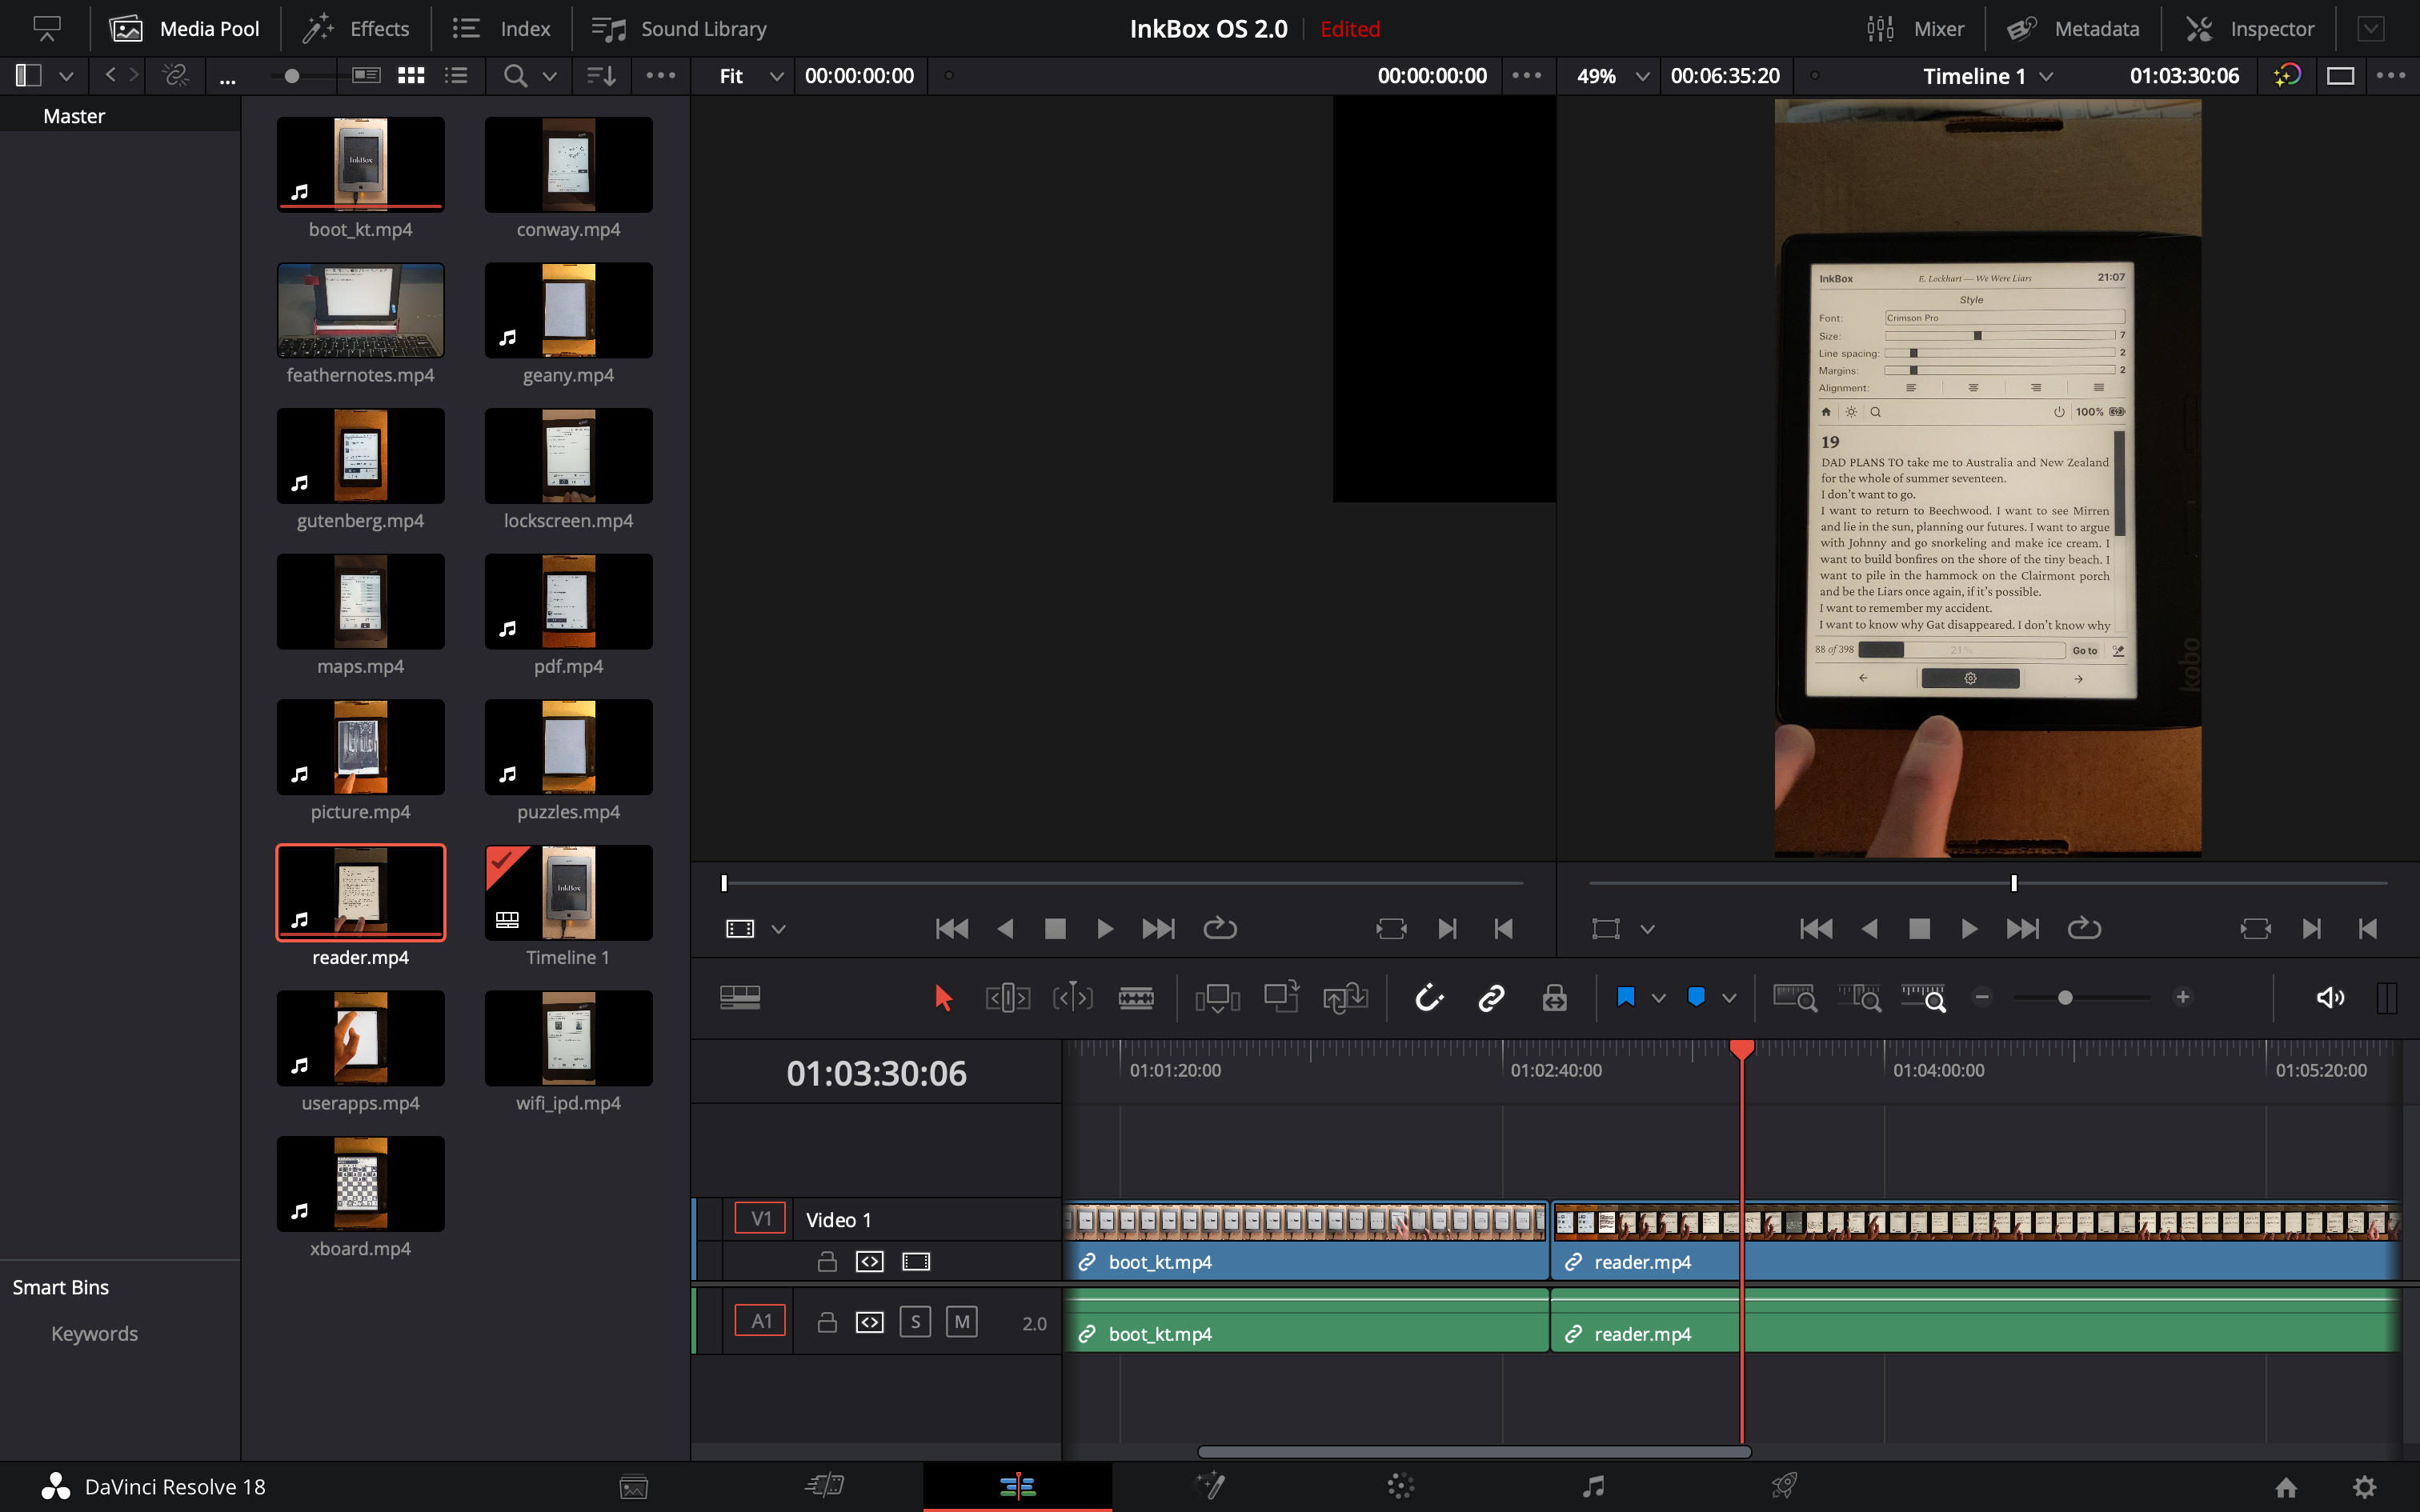 Media Pool
Effects
Index
Sound Library
InkBox OS 2.0
Edited
Mixer
Metadata
Inspector
...
Fit
00:00:00:00
00:00:00:00
49%
00:06:35:20
Timeline 1
01:03:30:06
Master
InkBox
boot_kt.mp4
conway.mp4
feathernotes.mp4
geany.mp4
gutenberg.mp4
lockscreen.mp4
maps.mp4
pdf.mp4
picture.mp4
puzzles.mp4
InkBox
reader.mp4
Timeline 1
userapps.mp4
wifi_ipd.mp4
xboard.mp4
Smart Bins
Keywords
InkBox
E. Lockhart — We Were Liars
21:07
Style
Font:
Crimson Pro
Size:
7
Line spacing:
2
Margins:
2
Alignment:
100%
19
DAD PLANS TO take me to Australia and New Zealand
for the whole of summer seventeen.
I don't want to go.
I want to return to Beechwood. I want to see Mirren
and lie in the sun, planning our futures. I want to argue
with Johnny and go snorkeling and make ice cream. I
want to build bonfires on the shore of the tiny beach. I
want to pile in the hammock on the Clairmont porch
and be the Liars once again, if it's possible.
I want to remember my accident.
I want to know why Gat disappeared. I don't know why
88 of 398
21%
Go to
kobo
01:03:30:06
01:01:20:00
01:02:40:00
01:04:00:00
01:05:20:00
V1
Video 1
boot_kt.mp4
reader.mp4
A1
S
M
2.0
boot_kt.mp4
reader.mp4
DaVinci Resolve 18